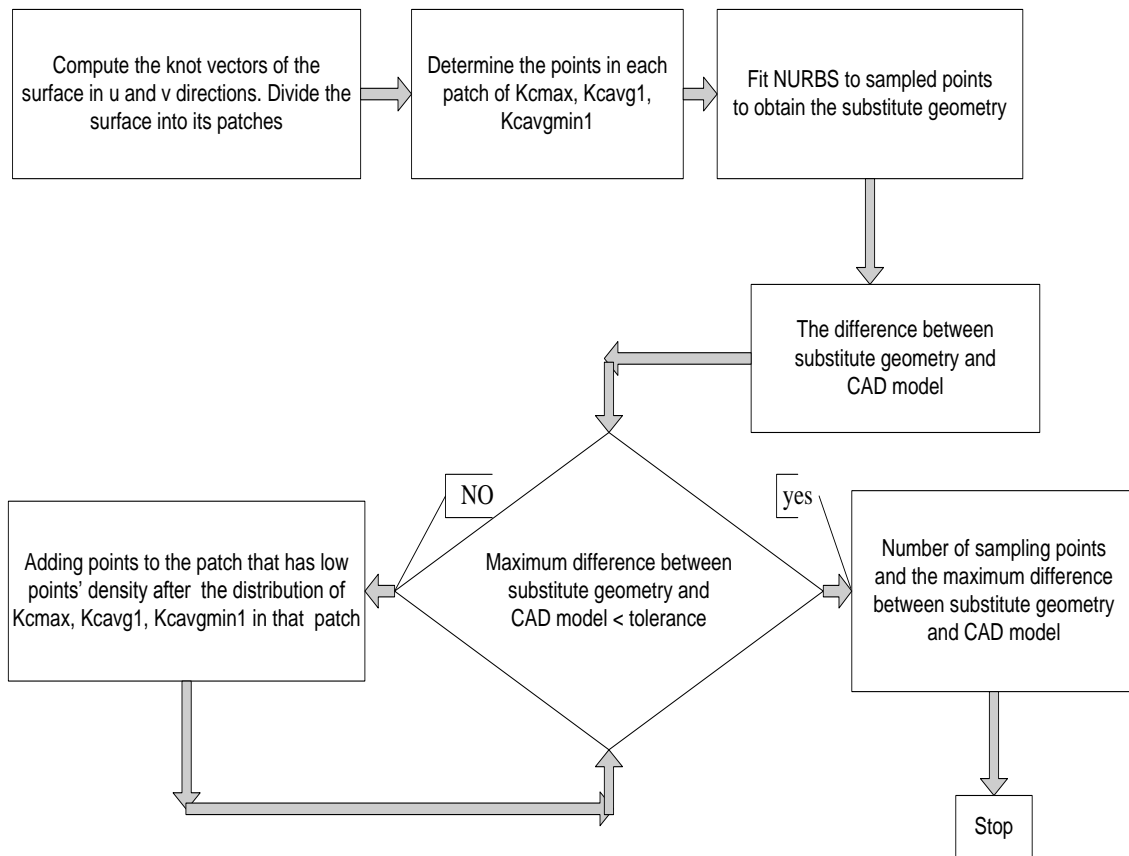 Compute the knot vectors of the
surface in u and v directions. Divide the
surface into its patches
Determine the points in each
patch of Kcmax, Kcavg1,
Kcavgmin1
Fit NURBS to sampled points
to obtain the substitute geometry
The difference between
substitute geometry and
CAD model
NO
yes
Adding points to the patch that has low
points’ density after the distribution of
Kcmax, Kcavg1, Kcavgmin1 in that patch
Maximum difference between
substitute geometry and
CAD model < tolerance
Number of sampling points
and the maximum difference
between substitute geometry
and CAD model
Stop